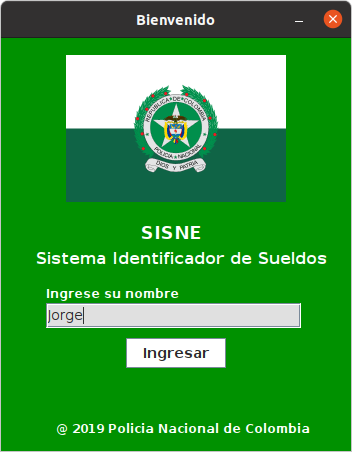 Bienvenido
REPUBLICA DE COLOMBIA
POLICIA NACIONAL
DIOS Y PATRIA
SISNE
Sistema Identificador de Sueldos
Ingrese su nombre
Jorge
Ingresar
@ 2019 Policia Nacional de Colombia